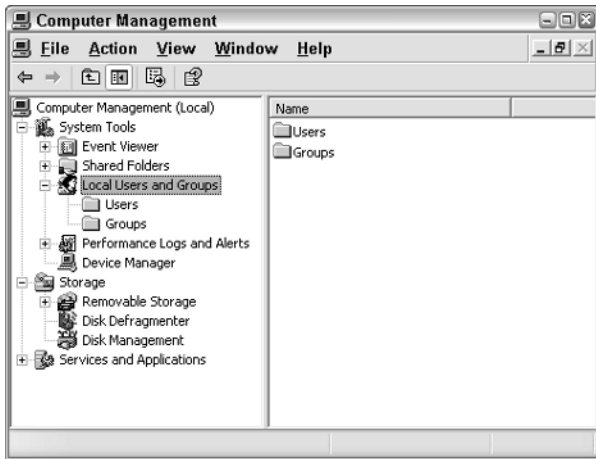 Computer Management
File Action View Window Help
Computer Management (Local)
System Tools
Event Viewer
Shared Folders
Local Users and Groups
Users
Groups
Performance Logs and Alerts
Device Manager
Storage
Removable Storage
Disk Defragmenter
Disk Management
Services and Applications
Name
Users
Groups